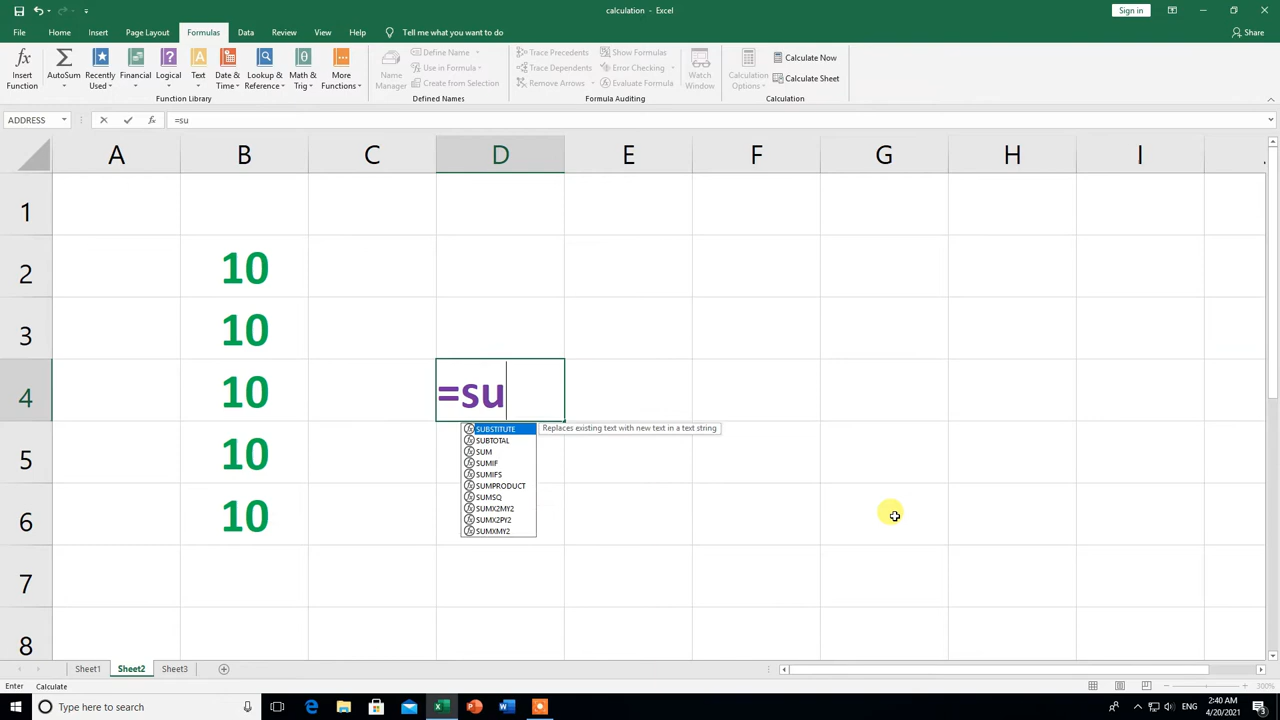 calculation - Excel
Sign in
File Home Insert Page Layout Formulas Data Review View Help Tell me what you want to do
Share
Insert Function
AutoSum
Recently Used
Financial
Logical
Text
Date & Time
Lookup & Reference
Math & Trig
More Functions
Function Library
Name Manager
Define Name
Use in Formula
Create from Selection
Defined Names
Trace Precedents
Trace Dependents
Remove Arrows
Show Formulas
Error Checking
Evaluate Formula
Formula Auditing
Watch Window
Calculation Options
Calculate Now
Calculate Sheet
Calculation
ADDRESS
fx
=su
A B C D E F G H I
1
2 10
3 10
4 10 =su
SUBSTITUTE Replaces existing text with new text in a text string
SUBTOTAL
SUM
SUMIF
SUMIFS
5 10
SUMPRODUCT
SUMSQ
SUMX2MY2
SUMX2PY2
SUMXMY2
6 10
7
8
Sheet1 Sheet2 Sheet3
Enter Calculate
300%
Type here to search
ENG
2:40 AM
4/20/2021
3